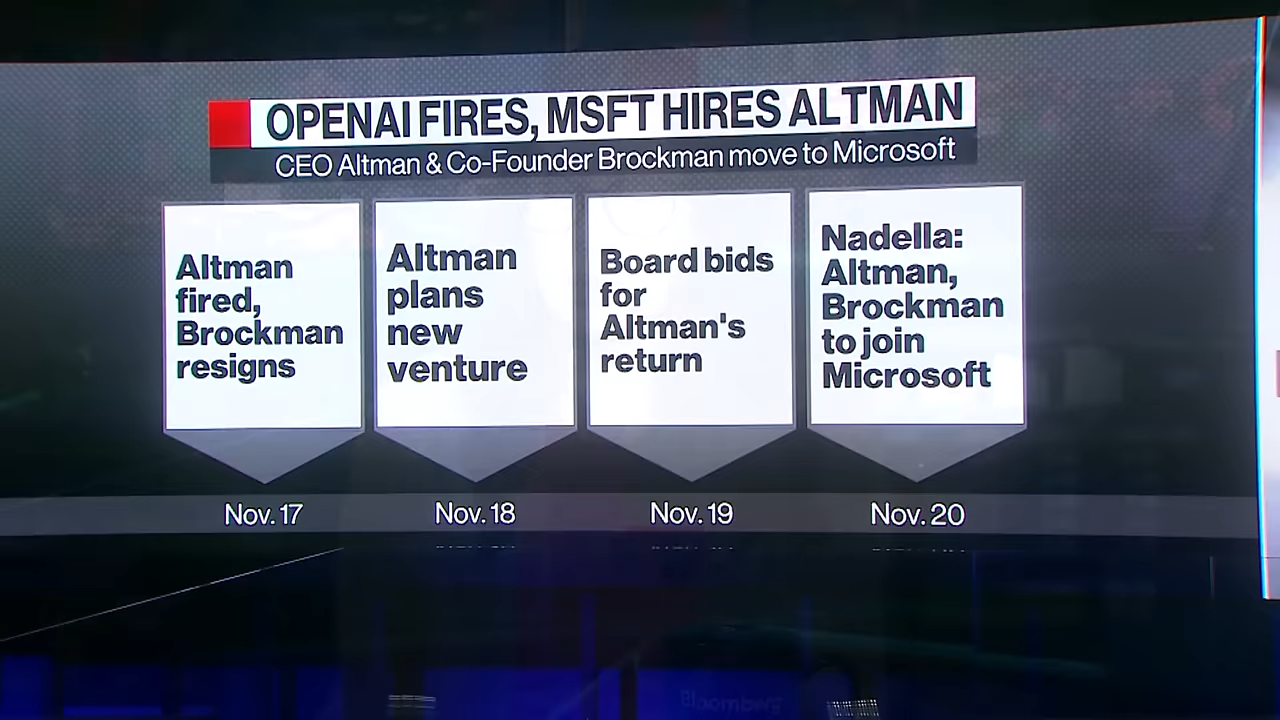 OPENAI FIRES, MSFT HIRES ALTMAN
CEO Altman & Co-Founder Brockman move to Microsoft
Altman
fired,
Brockman
resigns
Altman
plans
new
venture
Board bids
for
Altman's
return
Nadella:
Altman,
Brockman
to join
Microsoft
Nov. 17
Nov. 18
Nov. 19
Nov. 20